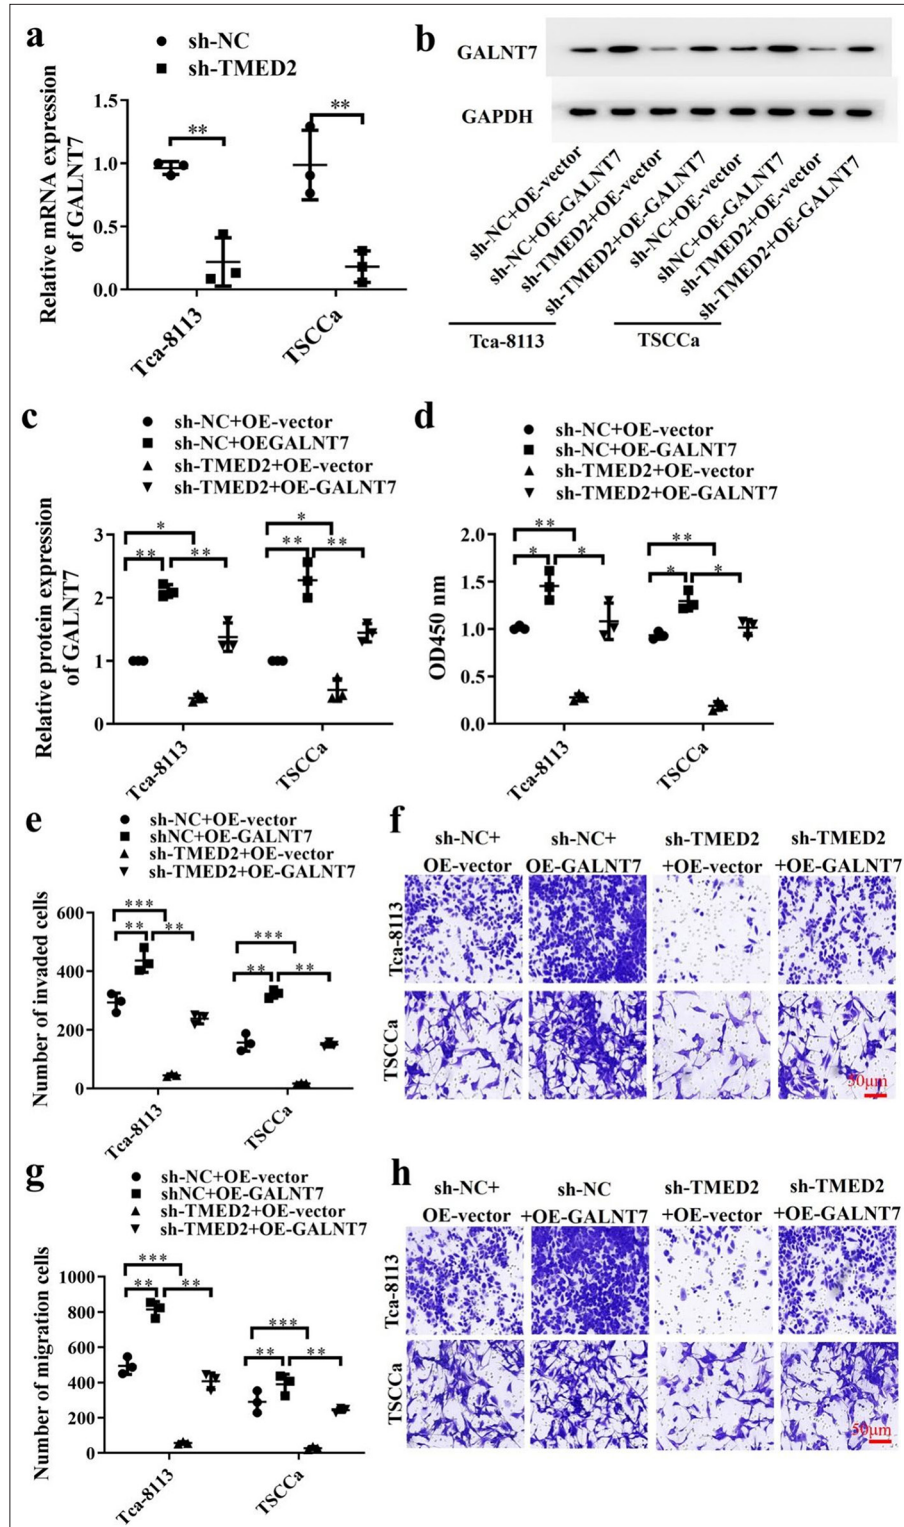 a
sh-NC
sh-TMED2
Relative mRNA expression
of GALNT7
1.5
1.0
0.5
0.0
**
**
Tca-8113
TSCCa
b
GALNT7
GAPDH
sh-NC+OE-vector
sh-NC+OE-GALNT7
sh-TMED2+OE-vector
sh-TMED2+OE-GALNT7
sh-NC+OE-vector
shNC+OE-GALNT7
sh-TMED2+OE-vector
sh-TMED2+OE-GALNT7
Tca-8113
TSCCa
c
sh-NC+OE-vector
sh-NC+OEGALNT7
sh-TMED2+OE-vector
sh-TMED2+OE-GALNT7
Relative protein expression
of GALNT7
3
2
1
0
*
** **
*
** **
Tca-8113
TSCCa
d
sh-NC+OE-vector
sh-NC+OE-GALNT7
sh-TMED2+OE-vector
sh-TMED2+OE-GALNT7
OD450 nm
2.0
1.5
1.0
0.5
0.0
**
* *
**
* *
Tca-8113
TSCCa
e
sh-NC+OE-vector
shNC+OE-GALNT7
sh-TMED2+OE-vector
sh-TMED2+OE-GALNT7
Number of invaded cells
600
400
200
0
***
** **
***
** **
Tca-8113
TSCCa
f
sh-NC+
OE-vector
sh-NC+
OE-GALNT7
sh-TMED2
+OE-vector
sh-TMED2
+OE-GALNT7
Tca-8113
TSCCa
50μm
g
sh-NC+OE-vector
shNC+OE-GALNT7
sh-TMED2+OE-vector
sh-TMED2+OE-GALNT7
Number of migration cells
1000
800
600
400
200
0
***
** **
***
** **
Tca-8113
TSCCa
h
sh-NC+
OE-vector
sh-NC
+OE-GALNT7
sh-TMED2
+OE-vector
sh-TMED2
+OE-GALNT7
Tca-8113
TSCCa
50μm